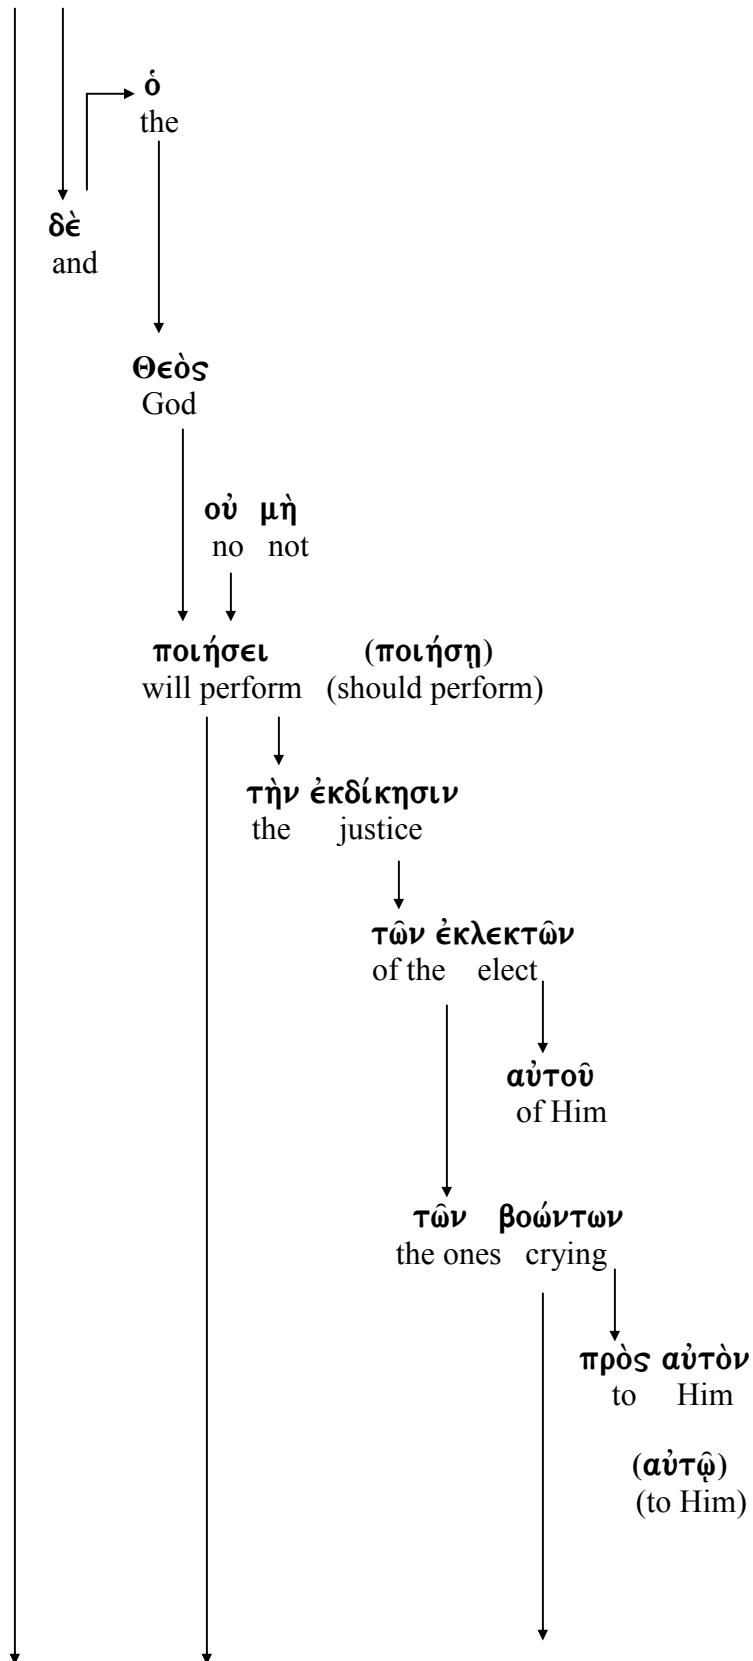 ὁ
the
δὲ
and
Θεὸς
God
οὐ μὴ
no not
ποιήσει (ποιήσῃ)
will perform (should perform)
τὴν ἐκδίκησιν
the justice
τῶν ἐκλεκτῶν
of the elect
αὐτοῦ
of Him
τῶν βοώντων
the ones crying
πρὸς αὐτὸν
to Him
(αὐτῷ)
(to Him)